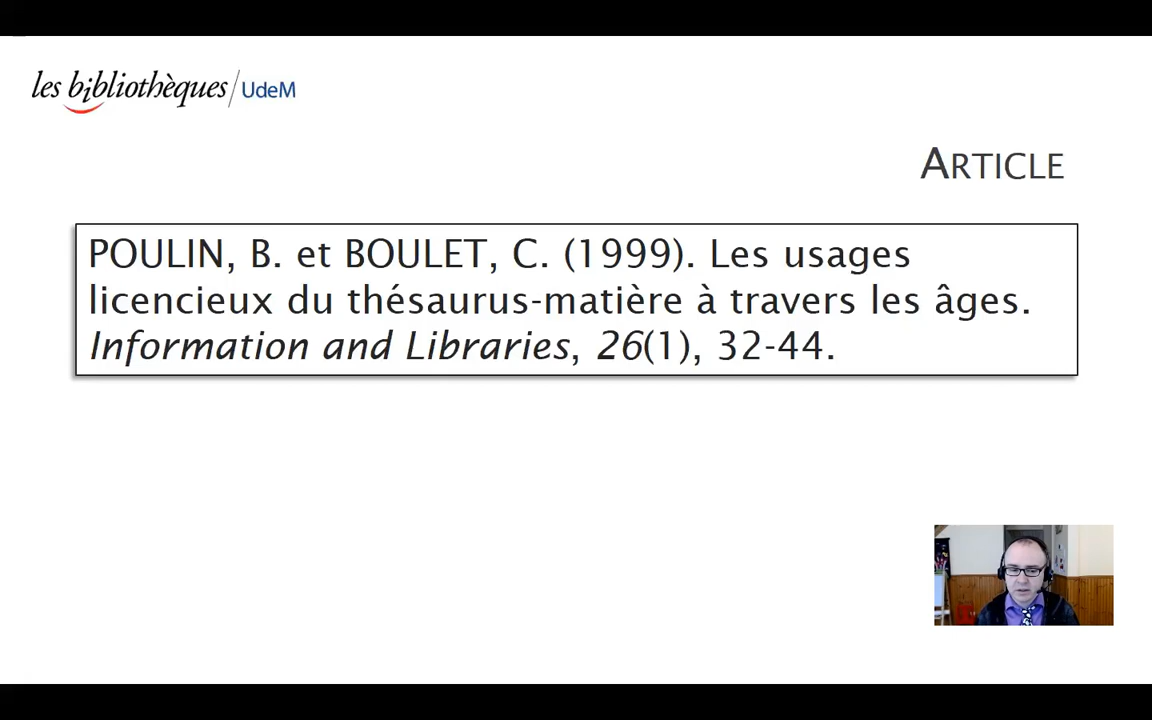 les bibliothèques/UdeM
ARTICLE
POULIN, B. et BOULET, C. (1999). Les usages
licencieux du thésaurus-matière à travers les âges.
Information and Libraries, 26(1), 32-44.